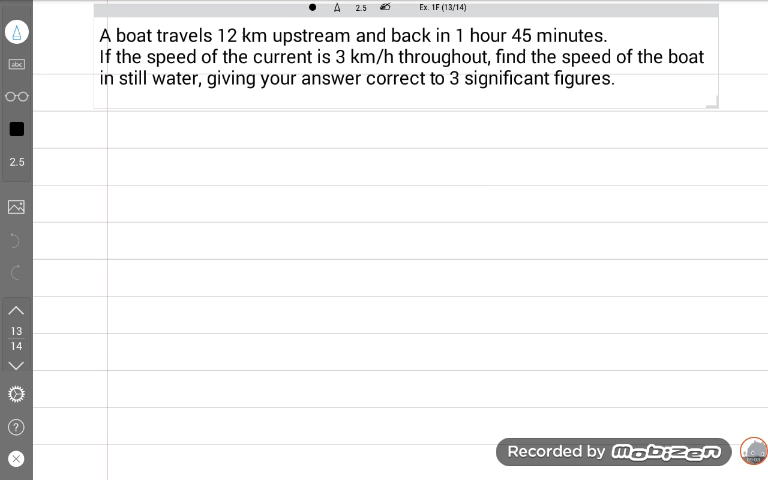 2.5 Ex. 1F (13/14)
A boat travels 12 km upstream and back in 1 hour 45 minutes.
If the speed of the current is 3 km/h throughout, find the speed of the boat
in still water, giving your answer correct to 3 significant figures.
abc
2.5
13
14
?
Recorded by Mobizen